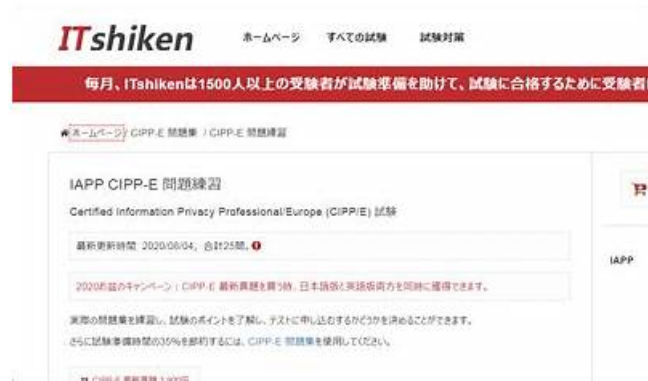 ITshiken
ホームページ すべての試験 試験対策
毎月、ITshikenは1500人以上の受験者が試験準備を助けて、試験に合格するために受験者
ホームページ / CIPP-E 問題集 / CIPP-E 問題練習
IAPP CIPP-E 問題練習
Certified Information Privacy Professional/Europe (CIPP/E) 試験
最新更新時間: 2020/08/04, 合計25問。
IAPP
2020お盆のキャンペーン:CIPP-E 最新真題を買う時、日本語版と英語版両方を同時に獲得できます。
実際の問題集を練習し、試験のポイントを了解し、テストに申し込むするかどうかを決めることができます。
さらに試験準備時間の35%を節約するには、CIPP-E 問題集を使用してください。
CIPP-E 最新真題